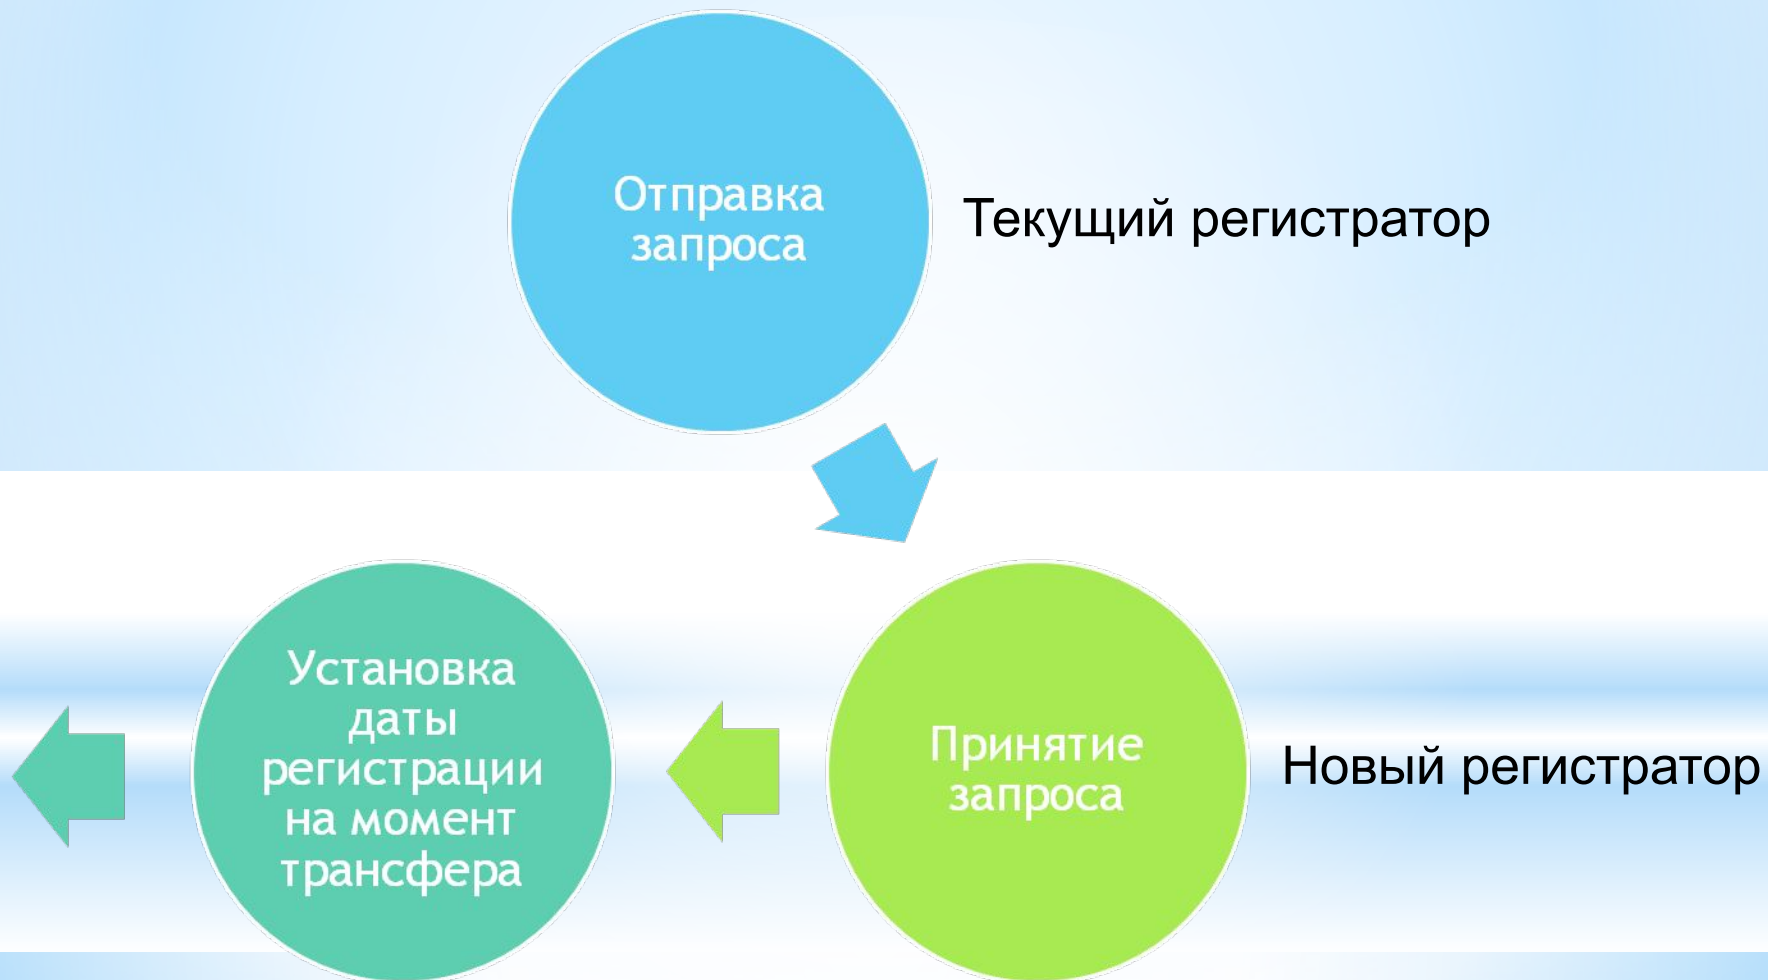 Отправка
запроса
Текущий регистратор
Установка
даты
регистрации
на момент
трансфера
Принятие
запроса
Новый регистратор